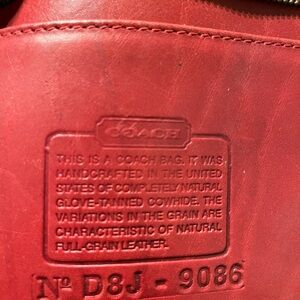 COACH
THIS IS A COACH BAG. IT WAS
HANDCRAFTED IN THE UNITED
STATES OF COMPLETELY NATURAL
GLOVE-TANNED COWHIDE. THE
VARIATIONS IN THE GRAIN ARE
CHARACTERISTIC OF NATURAL
FULL-GRAIN LEATHER.
Nº D8J - 9086